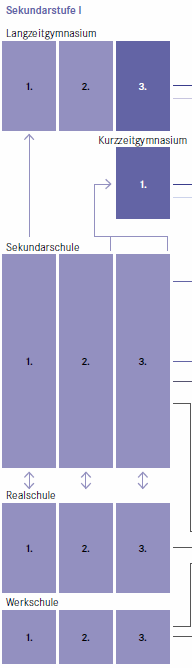 Sekundarstufe I
Langzeitgymnasium
1. 2. 3.
Kurzzeitgymnasium
1.
Sekundarschule
1. 2. 3.
Realschule
1. 2. 3.
Werkschule
1. 2. 3.